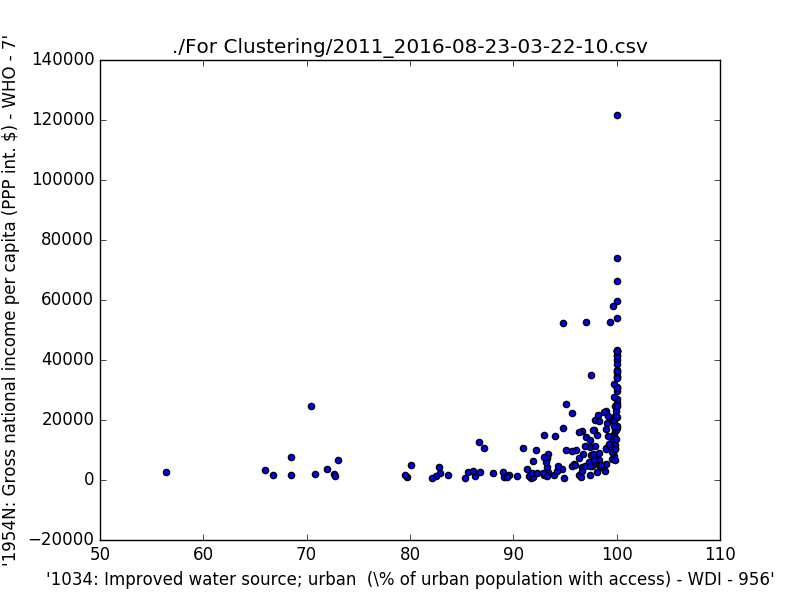 ./For Clustering/2011_2016-08-23-03-22-10.csv
'1954N: Gross national income per capita (PPP int. $) - WHO - 7'
140000
120000
100000
80000
60000
40000
20000
0
−20000
50 60 70 80 90 100 110
'1034: Improved water source; urban  (\% of urban population with access) - WDI - 956'